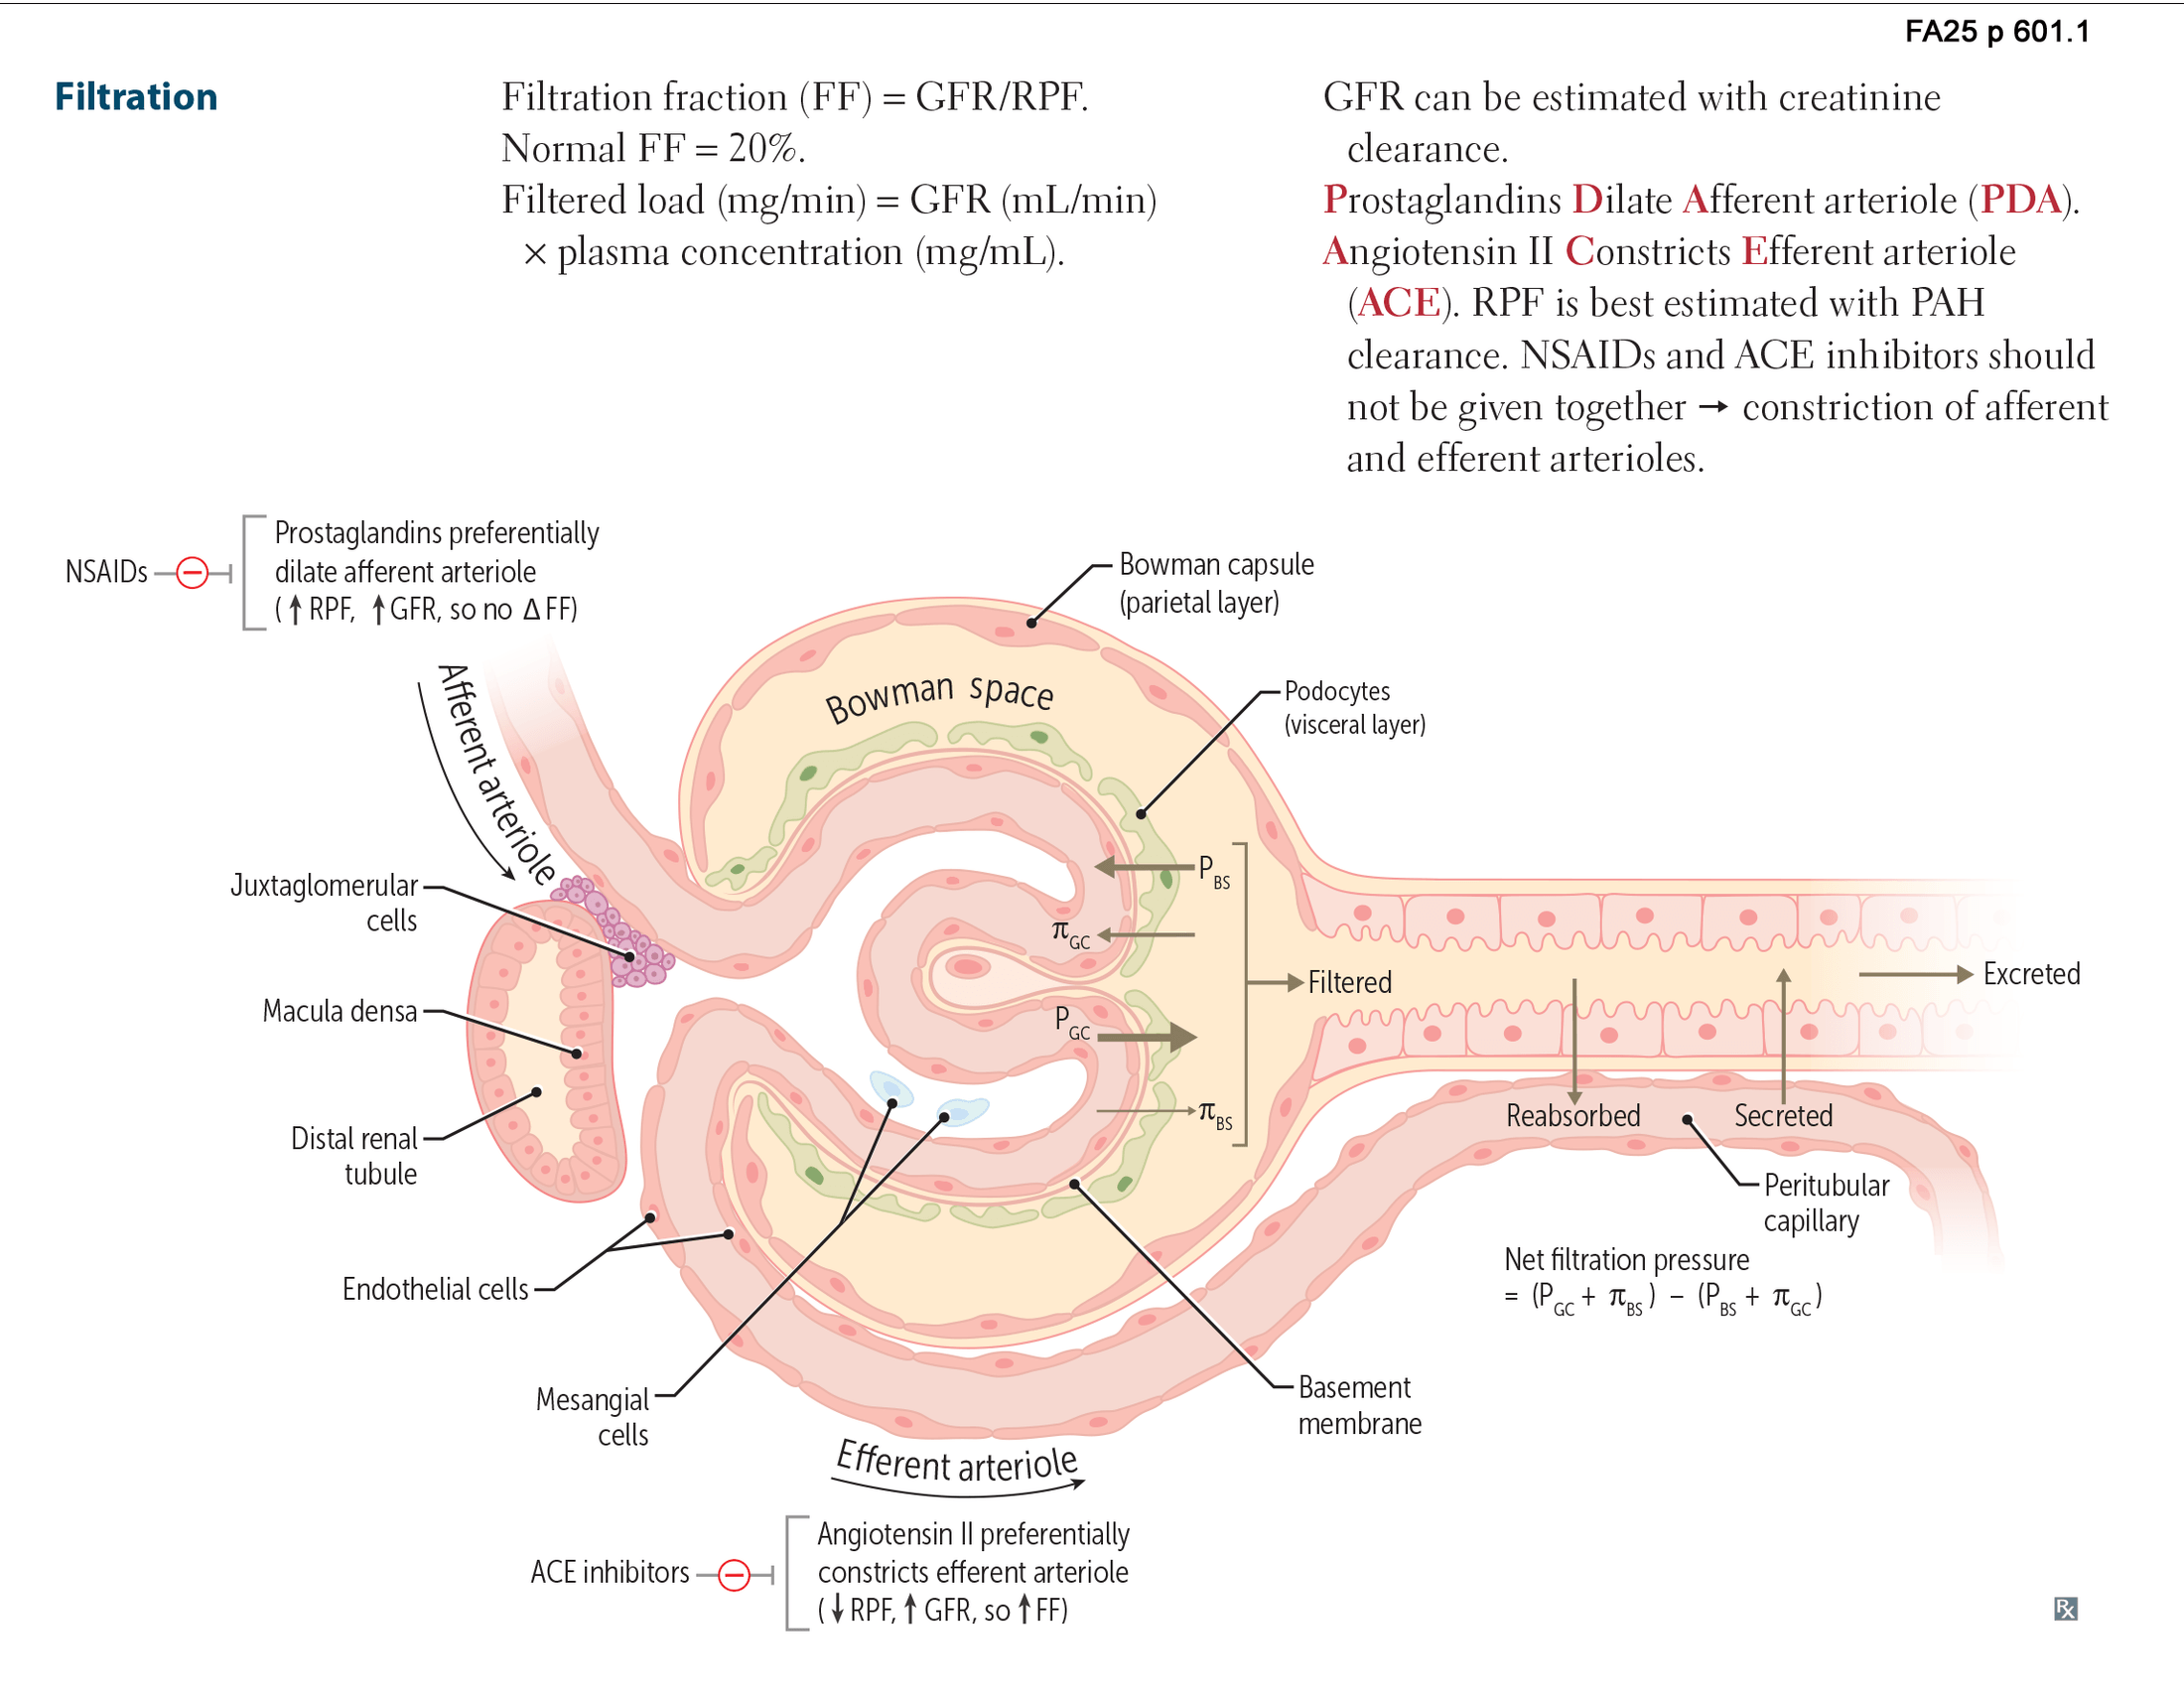 FA25 p 601.1
Filtration
Filtration fraction (FF) = GFR/RPF.
Normal FF = 20%.
Filtered load (mg/min) = GFR (mL/min)
× plasma concentration (mg/mL).
GFR can be estimated with creatinine
clearance.
Prostaglandins Dilate Afferent arteriole (PDA).
Angiotensin II Constricts Efferent arteriole
(ACE). RPF is best estimated with PAH
clearance. NSAIDs and ACE inhibitors should
not be given together → constriction of afferent
and efferent arterioles.
NSAIDs
Prostaglandins preferentially
dilate afferent arteriole
(↑ RPF, ↑ GFR, so no Δ FF)
Afferent arteriole
Bowman capsule
(parietal layer)
Bowman space
Podocytes
(visceral layer)
Juxtaglomerular
cells
Macula densa
Distal renal
tubule
Endothelial cells
Mesangial
cells
P_BS
π_GC
P_GC
π_BS
Filtered
Excreted
Reabsorbed
Secreted
Peritubular
capillary
Net filtration pressure
= (P_GC + π_BS) − (P_BS + π_GC)
Basement
membrane
Efferent arteriole
ACE inhibitors
Angiotensin II preferentially
constricts efferent arteriole
(↓ RPF, ↑ GFR, so ↑ FF)
Rx